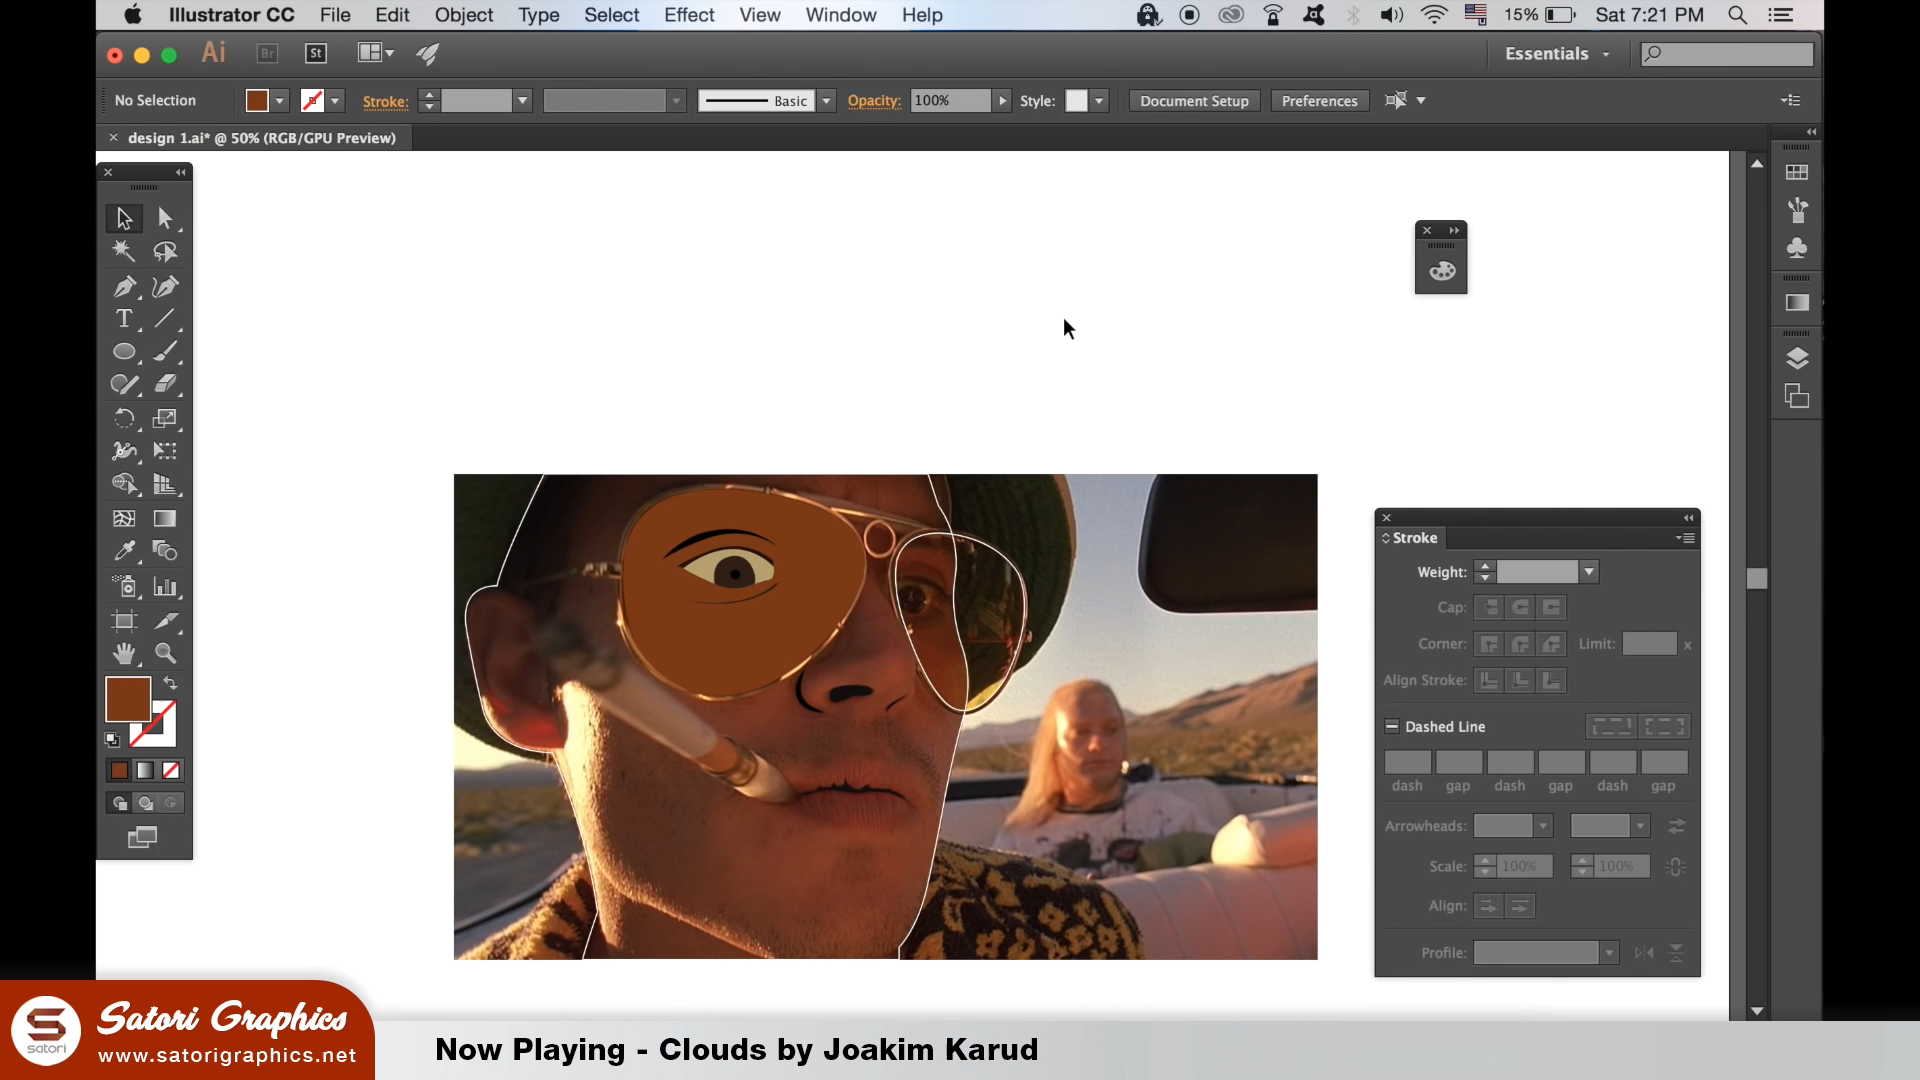 Illustrator CC File Edit Object Type Select Effect View Window Help 15% Sat 7:21 PM
Ai Br St Essentials
No Selection Stroke: Basic Opacity: 100% Style: Document Setup Preferences
× design 1.ai* @ 50% (RGB/GPU Preview)
T
Stroke
Weight:
Cap:
Corner: Limit: x
Align Stroke:
Dashed Line
dash gap dash gap dash gap
Arrowheads:
Scale: 100% 100%
Align:
Profile:
Satori Graphics
satori
www.satorigraphics.net
Now Playing - Clouds by Joakim Karud